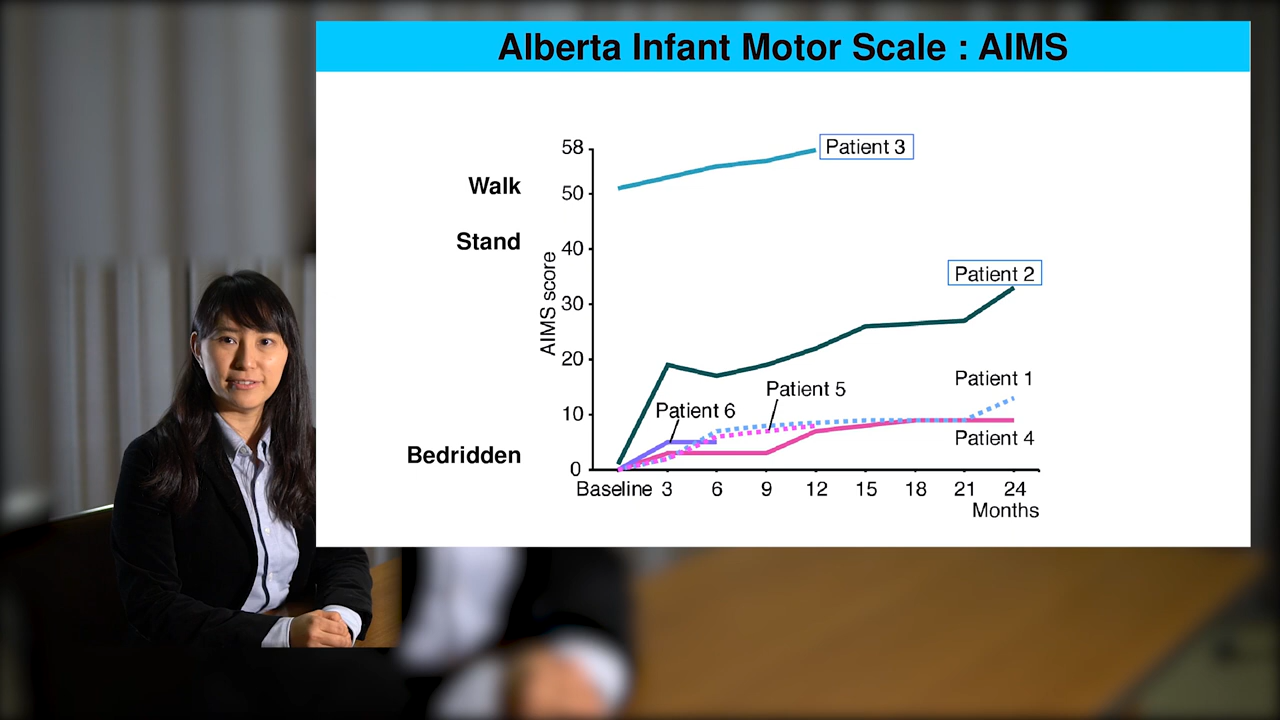 Alberta Infant Motor Scale : AIMS
58
Patient 3
Walk
50
Stand
40
AIMS score
Patient 2
30
20
Patient 1
Patient 5
Patient 6
10
Patient 4
Bedridden
0
Baseline 3 6 9 12 15 18 21 24
Months